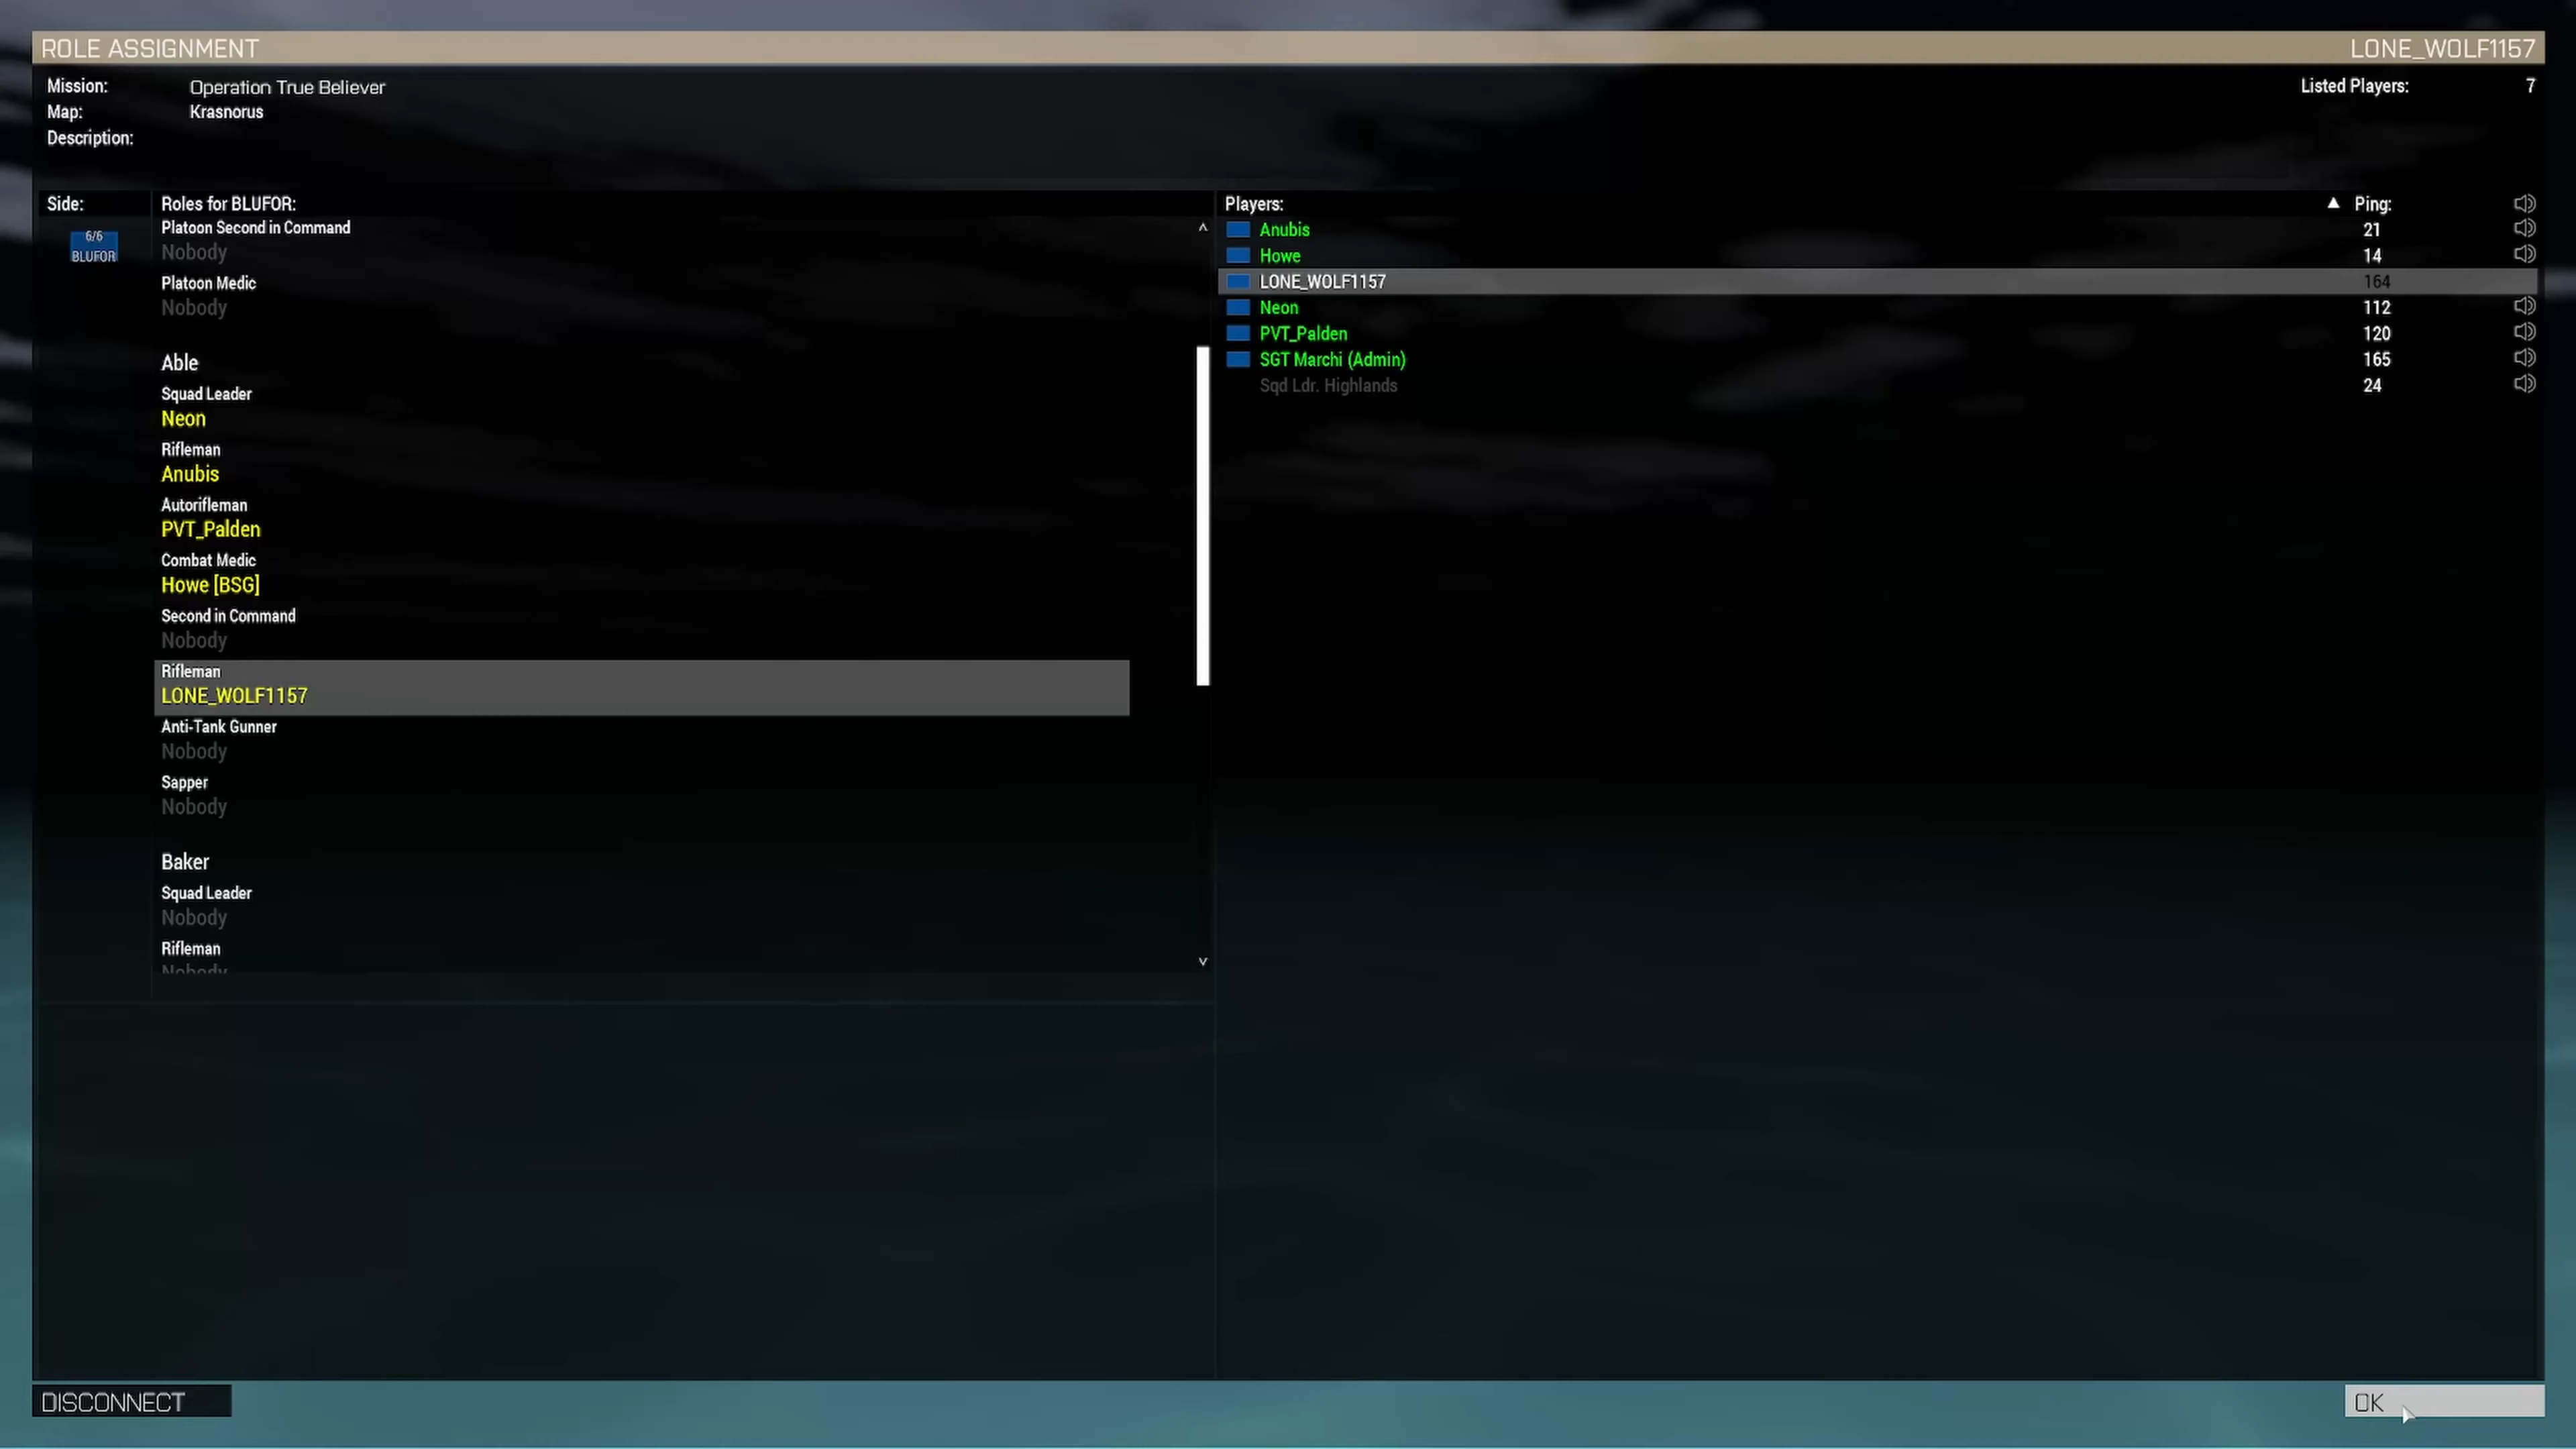 ROLE ASSIGNMENT LONE_WOLF1157
Mission: Operation True Believer Listed Players: 7
Map: Krasnorus
Description:
Side: Roles for BLUFOR:
6/6
BLUFOR
Platoon Second in Command
Nobody
Platoon Medic
Nobody
Able
Squad Leader
Neon
Rifleman
Anubis
Autorifleman
PVT_Palden
Combat Medic
Howe [BSG]
Second in Command
Nobody
Rifleman
LONE_WOLF1157
Anti-Tank Gunner
Nobody
Sapper
Nobody
Baker
Squad Leader
Nobody
Rifleman
Nobody
Players: Ping:
Anubis 21
Howe 14
LONE_WOLF1157 164
Neon 112
PVT_Palden 120
SGT Marchi (Admin) 165
Sqd Ldr. Highlands 24
DISCONNECT OK